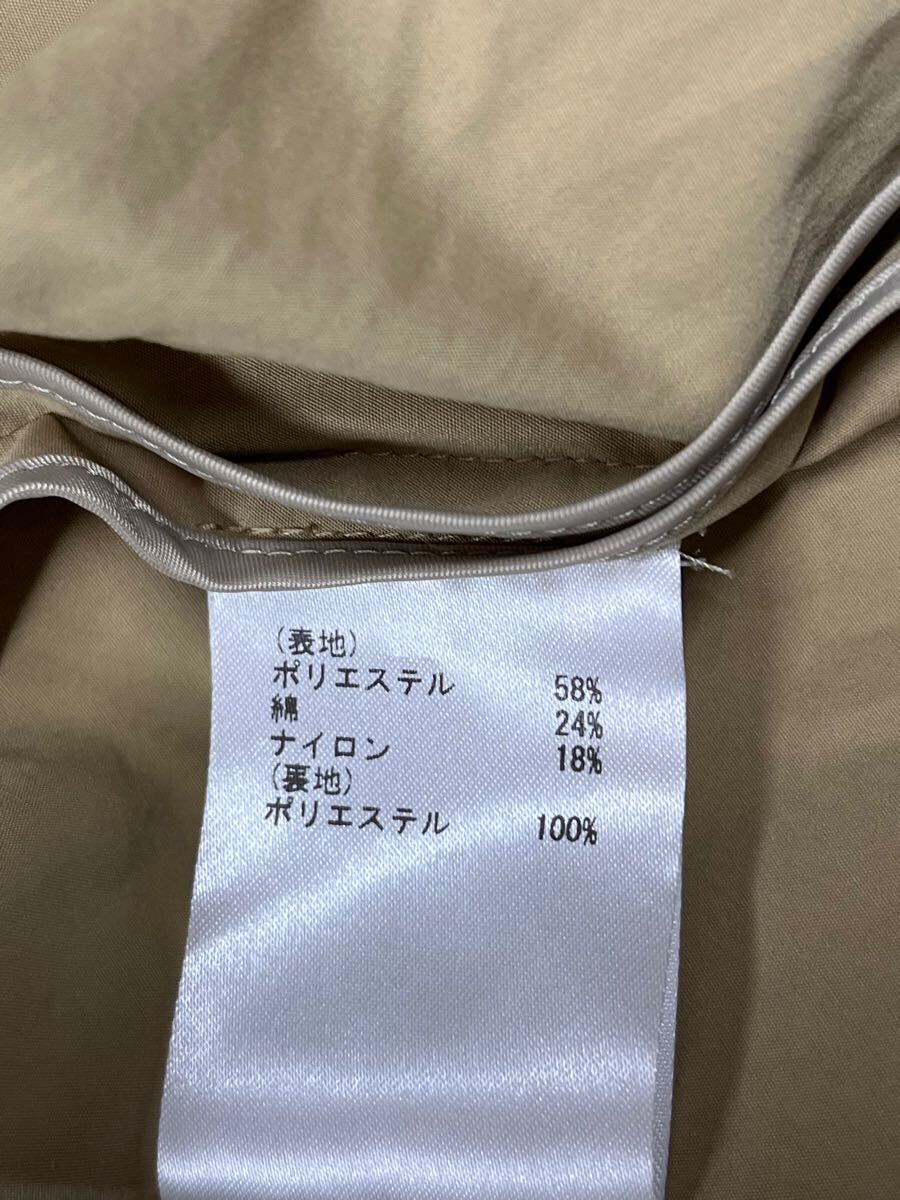 (表地)
ポリエステル 58%
綿 24%
ナイロン 18%
(裏地)
ポリエステル 100%